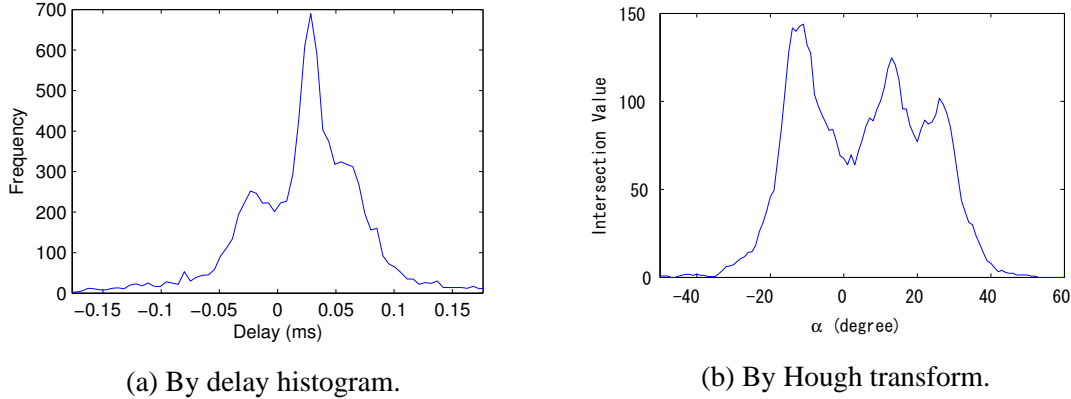 700
600
500
400
300
200
100
0
Frequency
−0.15 −0.1 −0.05 0 0.05 0.1 0.15
Delay (ms)
(a) By delay histogram.
150
100
50
0
Intersection Value
−40 −20 0 20 40 60
α (degree)
(b) By Hough transform.